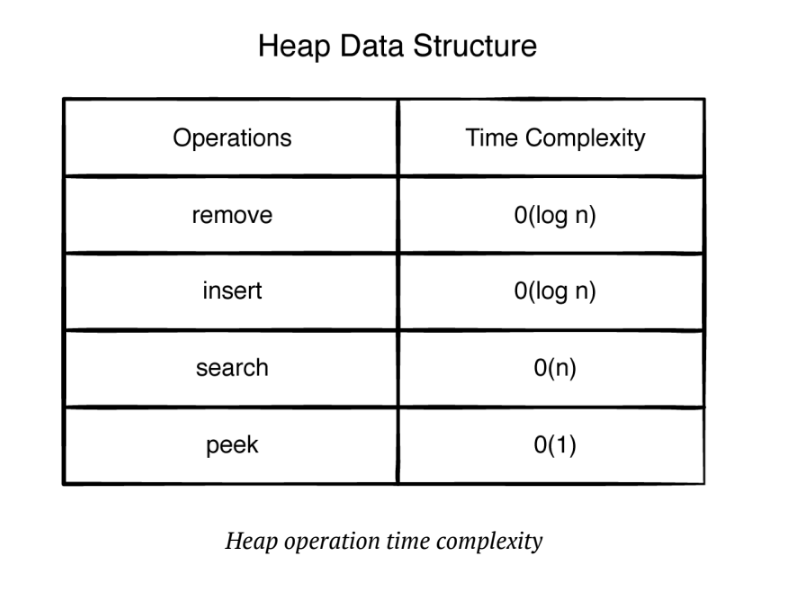 Heap Data Structure
Operations Time Complexity
remove 0(log n)
insert 0(log n)
search 0(n)
peek 0(1)
Heap operation time complexity